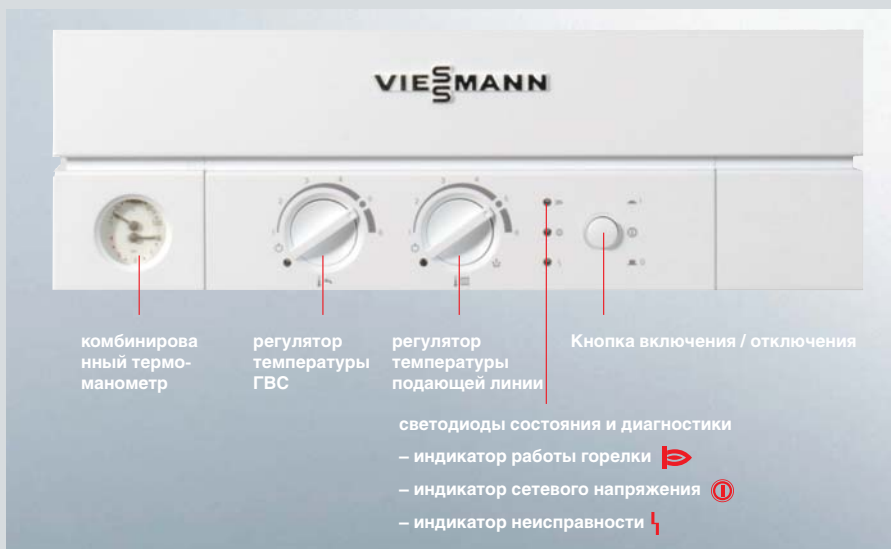 VIESSMANN
комбинирова
нный термо-
манометр
регулятор
температуры
ГВС
регулятор
температуры
подающей линии
Кнопка включения / отключения
светодиоды состояния и диагностики
– индикатор работы горелки
– индикатор сетевого напряжения
– индикатор неисправности